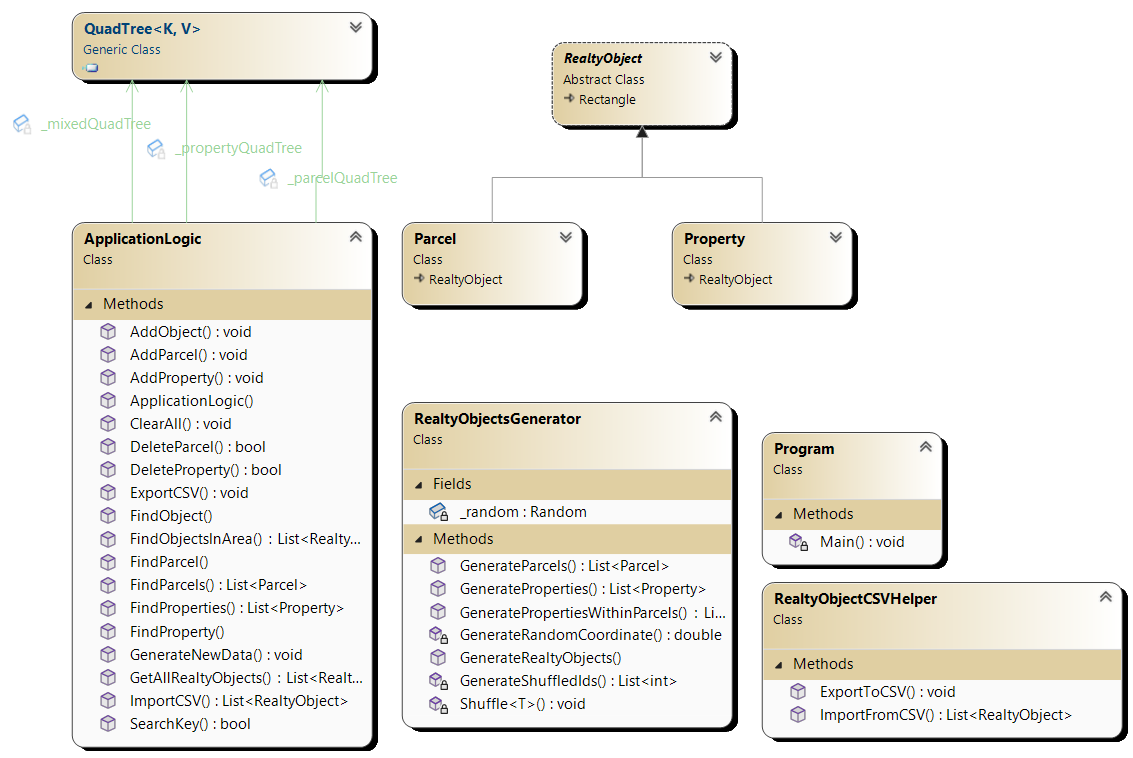 QuadTree<K, V>
Generic Class
_mixedQuadTree
_propertyQuadTree
_parcelQuadTree
RealtyObject
Abstract Class
Rectangle
ApplicationLogic
Class
Methods
AddObject() : void
AddParcel() : void
AddProperty() : void
ApplicationLogic()
ClearAll() : void
DeleteParcel() : bool
DeleteProperty() : bool
ExportCSV() : void
FindObject()
FindObjectsInArea() : List<Realty...
FindParcel()
FindParcels() : List<Parcel>
FindProperties() : List<Property>
FindProperty()
GenerateNewData() : void
GetAllRealtyObjects() : List<Realt...
ImportCSV() : List<RealtyObject>
SearchKey() : bool
Parcel
Class
RealtyObject
Property
Class
RealtyObject
RealtyObjectsGenerator
Class
Fields
_random : Random
Methods
GenerateParcels() : List<Parcel>
GenerateProperties() : List<Property>
GeneratePropertiesWithinParcels() : Li...
GenerateRandomCoordinate() : double
GenerateRealtyObjects()
GenerateShuffledIds() : List<int>
Shuffle<T>() : void
Program
Class
Methods
Main() : void
RealtyObjectCSVHelper
Class
Methods
ExportToCSV() : void
ImportFromCSV() : List<RealtyObject>